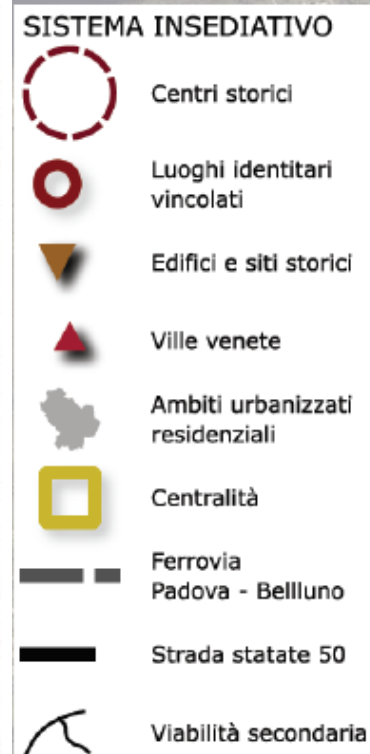 SISTEMA INSEDIATIVO
Centri storici
Luoghi identitari
vincolati
Edifici e siti storici
Ville venete
Ambiti urbanizzati
residenziali
Centralità
Ferrovia
Padova - Bellluno
Strada statate 50
Viabilità secondaria